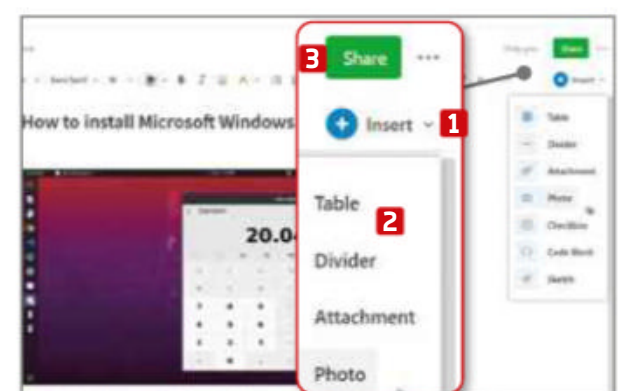 3 Share ...
How to install Microsoft Windows
Insert 1
Table
2
Divider
Attachment
Photo
20.04
Share
Insert
Table
Divider
Attachment
Photo
Checkbox
Code Block
Sketch